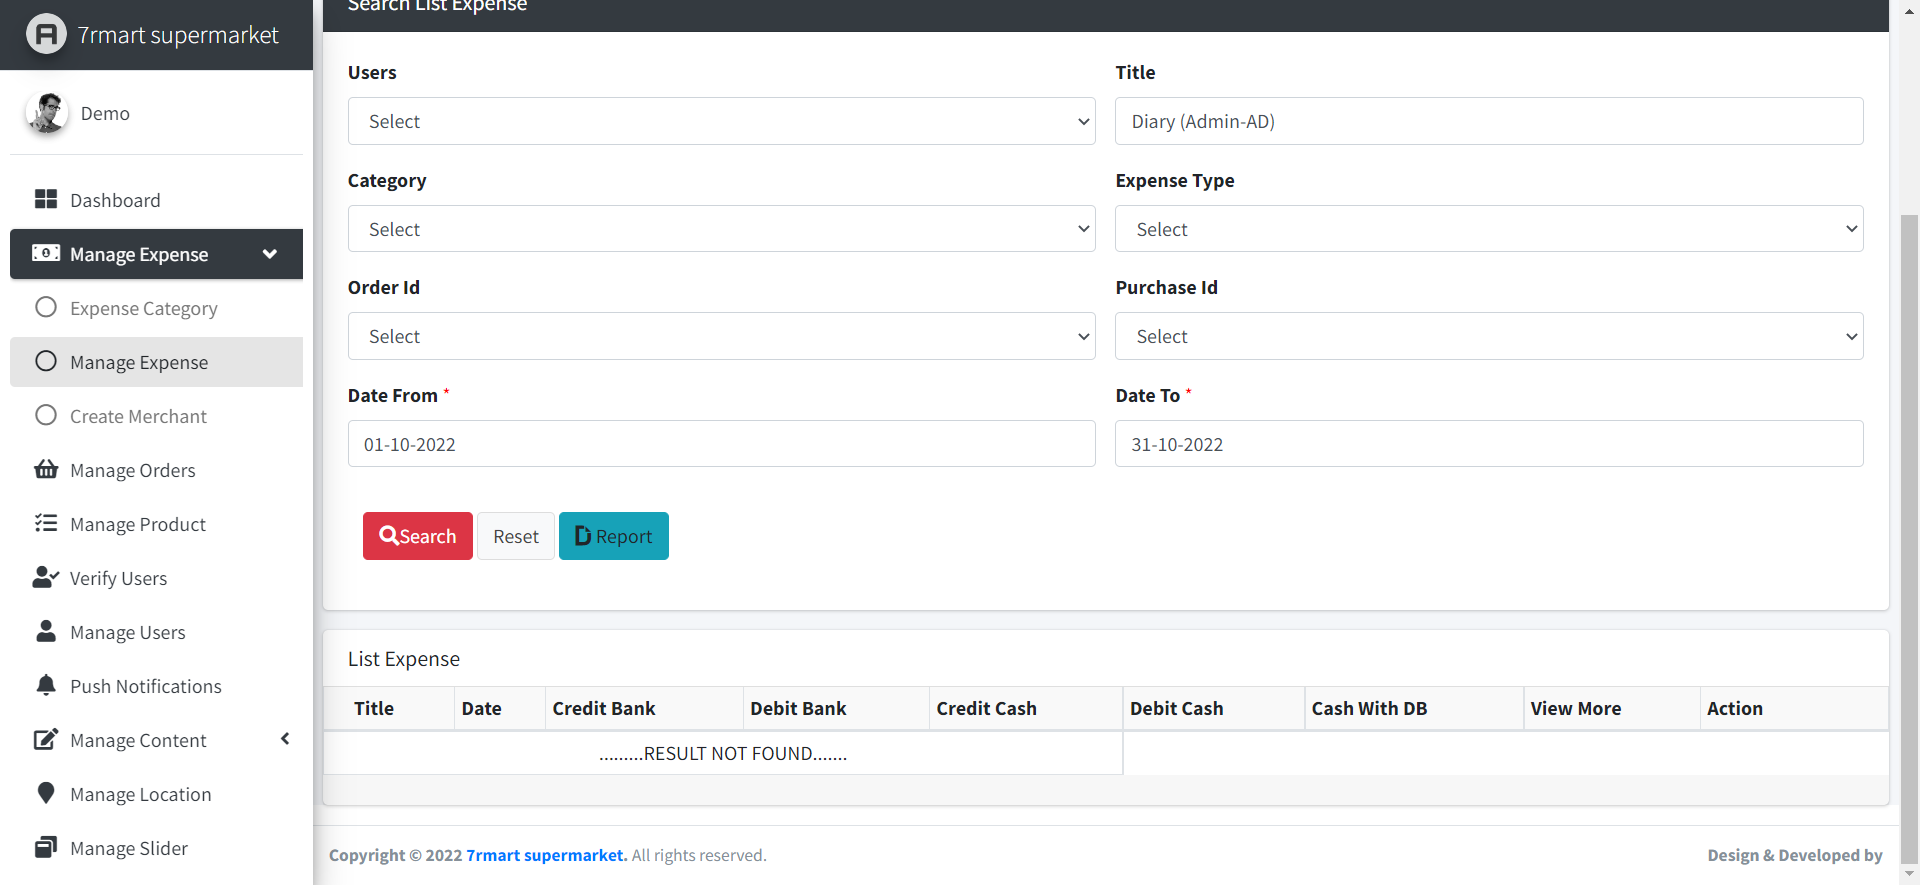 7rmart supermarket
Demo
Dashboard
Manage Expense
Expense Category
Manage Expense
Create Merchant
Manage Orders
Manage Product
Verify Users
Manage Users
Push Notifications
Manage Content
Manage Location
Manage Slider
Search List Expense
Users
Title
Select
Diary (Admin-AD)
Category
Expense Type
Select
Select
Order Id
Purchase Id
Select
Select
Date From *
Date To *
01-10-2022
31-10-2022
Search Reset Report
List Expense
Title Date Credit Bank Debit Bank Credit Cash Debit Cash Cash With DB View More Action
.........RESULT NOT FOUND.......
Copyright © 2022 7rmart supermarket. All rights reserved.
Design & Developed by